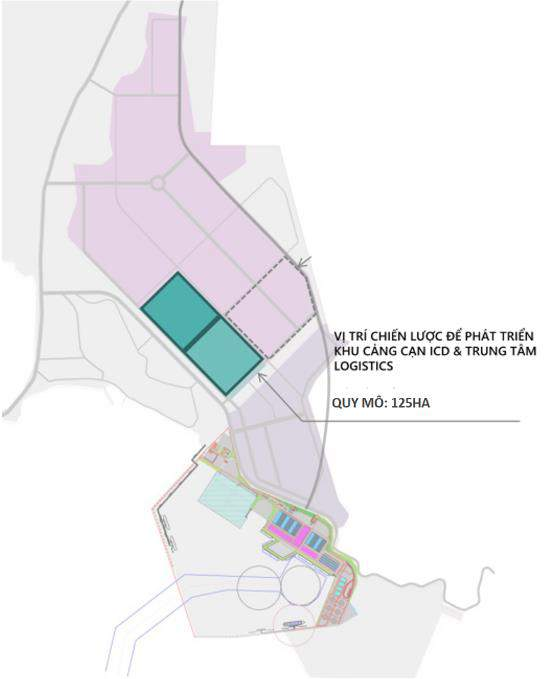 VỊ TRÍ CHIẾN LƯỢC ĐỂ PHÁT TRIỂN
KHU CẢNG CẠN ICD & TRUNG TÂM
LOGISTICS
QUY MÔ: 125HA